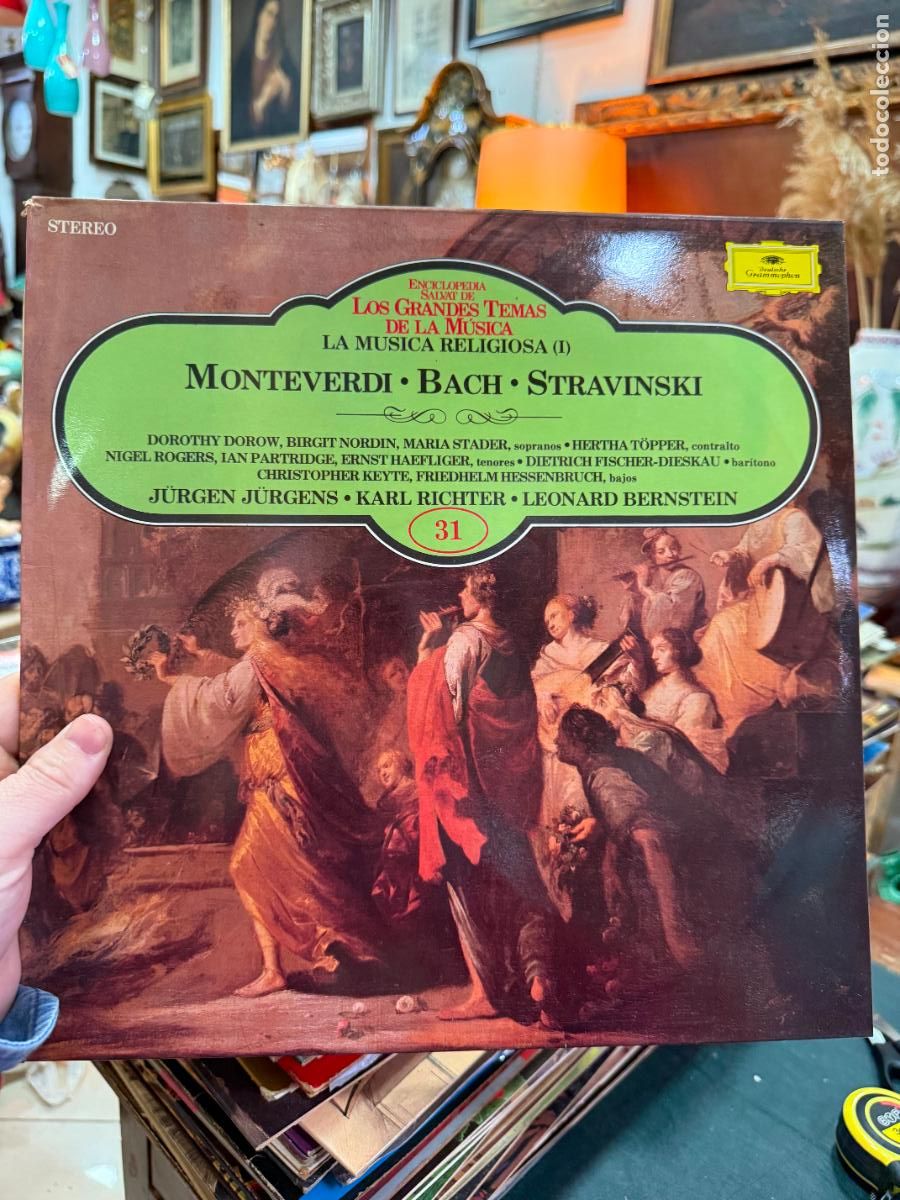 todocoleccion
STEREO
Deutsche
Grammophon
ENCICLOPEDIA
SALVAT DE
LOS GRANDES TEMAS
DE LA MÚSICA
LA MUSICA RELIGIOSA (I)
MONTEVERDI • BACH • STRAVINSKI
DOROTHY DOROW, BIRGIT NORDIN, MARIA STADER, sopranos • HERTHA TÖPPER, contralto
NIGEL ROGERS, IAN PARTRIDGE, ERNST HAEFLIGER, tenores • DIETRICH FISCHER-DIESKAU • barítono
CHRISTOPHER KEYTE, FRIEDHELM HESSENBRUCH, bajos
JÜRGEN JÜRGENS • KARL RICHTER • LEONARD BERNSTEIN
31